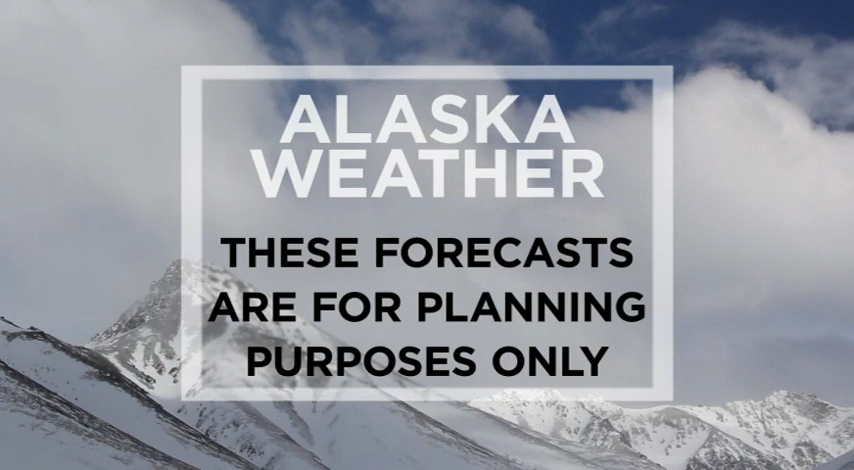 ALASKA
WEATHER
THESE FORECASTS
ARE FOR PLANNING
PURPOSES ONLY